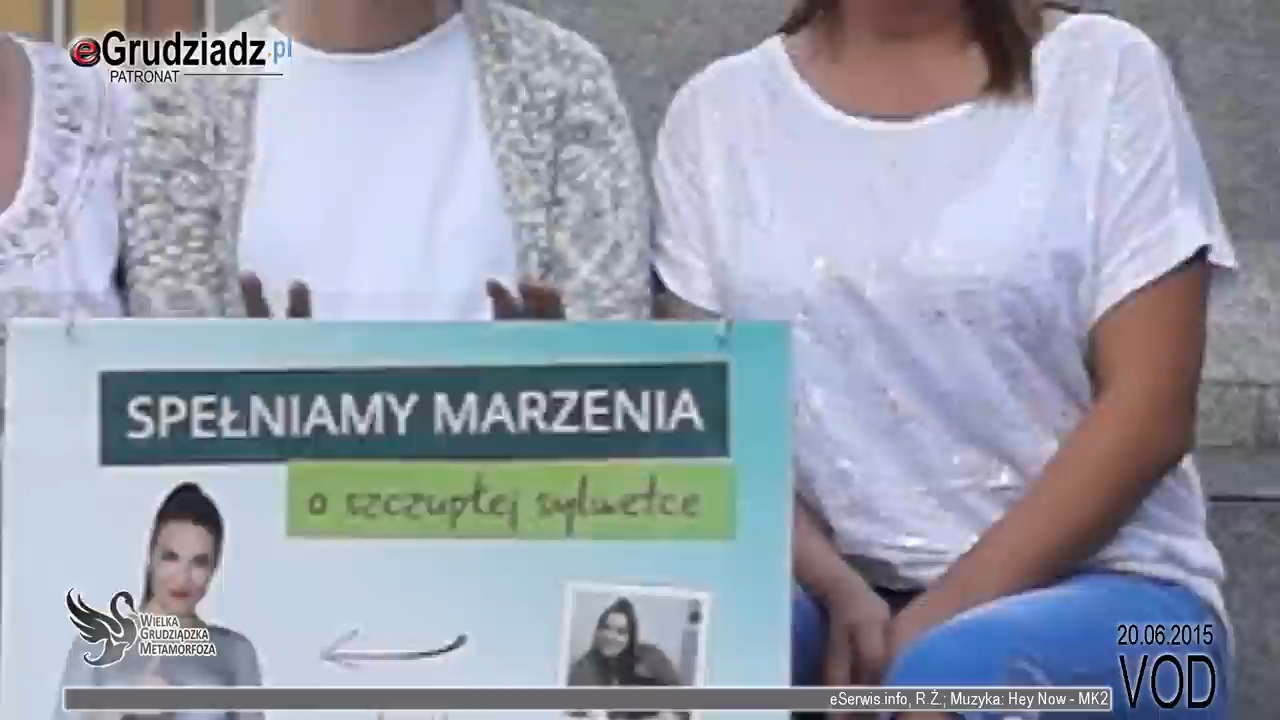 eGrudziadz.pl
PATRONAT
SPEŁNIAMY MARZENIA
o szczupłej sylwetce
WIELKA
GRUDZIĄDZKA
METAMORFOZA
20.06.2015
VOD
eSerwis.info, R.Ż.; Muzyka: Hey Now - MK2